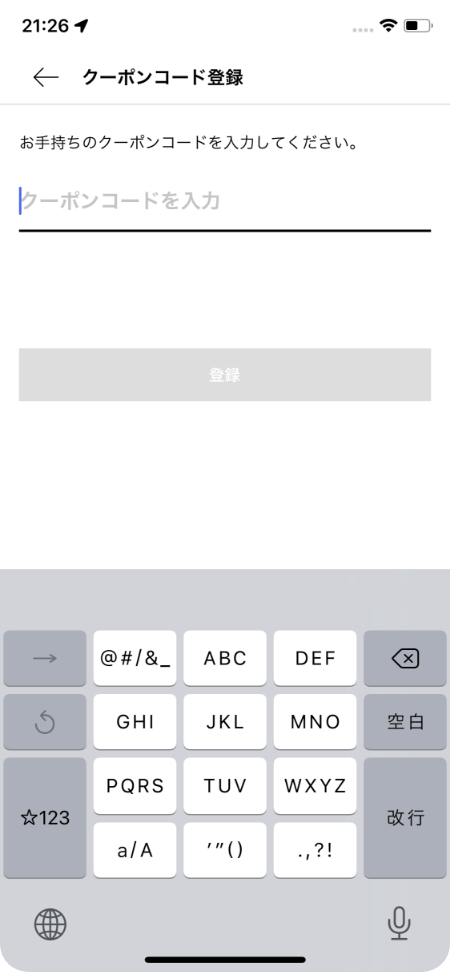 21:26
クーポンコード登録
お手持ちのクーポンコードを入力してください。
クーポンコードを入力
登録
→ @#/&_ ABC DEF
GHI JKL MNO 空白
PQRS TUV WXYZ
☆123 改行
a/A ’”() .,?!